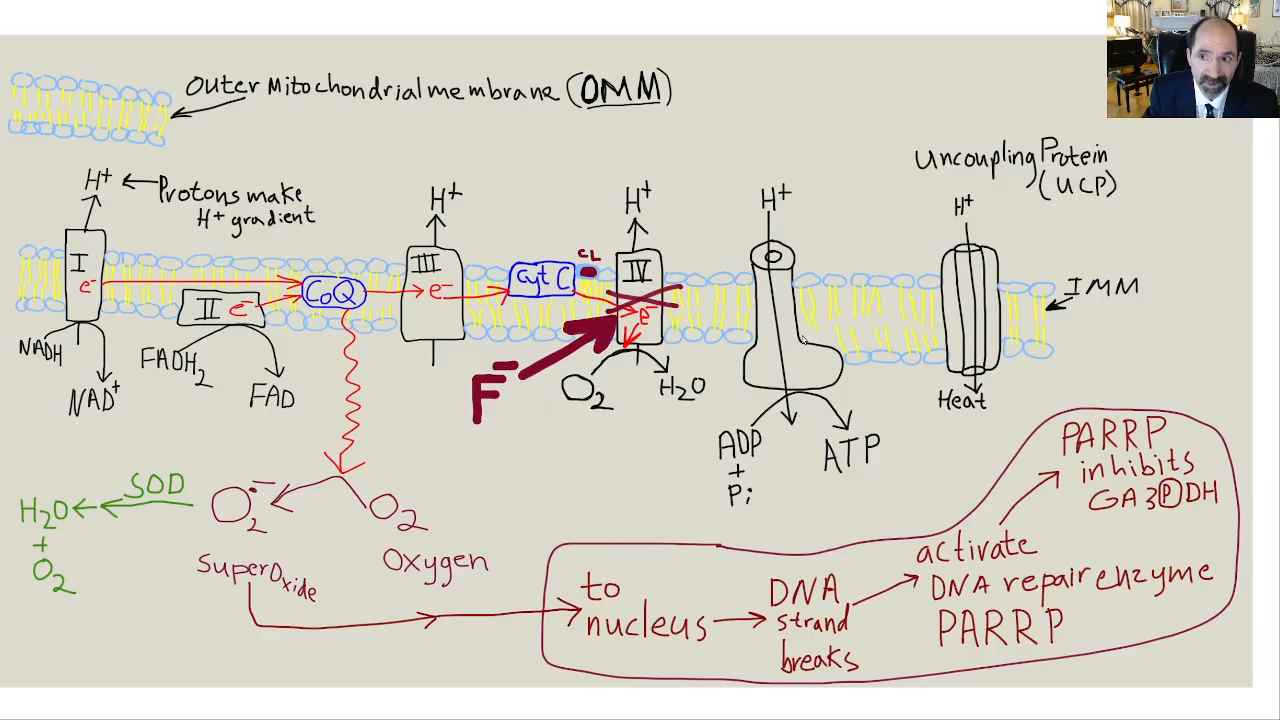 Outer Mitochondrial membrane (OMM)
H+
Protons make
H+ gradient
H+
H+
H+
Uncoupling Protein
(UCP)
H+
I
e-
II
e-
CoQ
III
e-
Cyt C
CL
IV
e-
IMM
NADH
NAD+
FADH2
FAD
F-
O2
H2O
Heat
ADP
+
Pi
ATP
PARRP
inhibits
GA3PDH
SOD
H2O
+
O2
O2•-
SuperOxide
O2
Oxygen
to
nucleus
DNA
strand
breaks
activate
DNA repair enzyme
PARRP